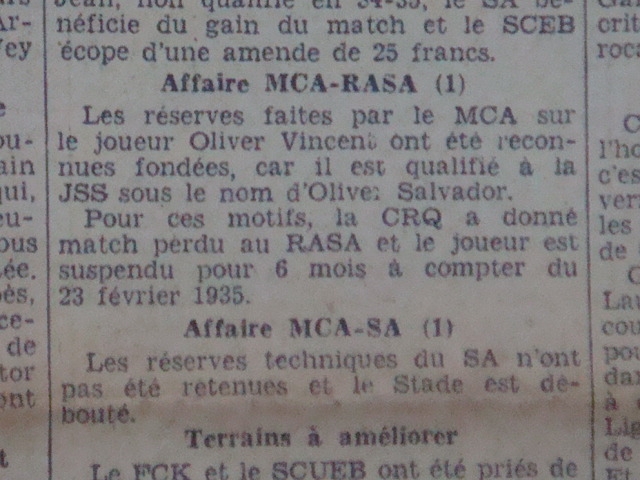 Jean, non qualifié en 34-35, le SA bé-
néficie du gain du match et le SCEB
écope d'une amende de 25 francs.
Affaire MCA-RASA (1)
Les réserves faites par le MCA sur
le joueur Oliver Vincent ont été recon-
nues fondées, car il est qualifié à la
JSS sous le nom d'Oliver Salvador.
Pour ces motifs, la CRQ a donné
match perdu au RASA et le joueur est
suspendu pour 6 mois à compter du
23 février 1935.
Affaire MCA-SA (1)
Les réserves techniques du SA n'ont
pas été retenues et le Stade est dé-
bouté.
Terrains à améliorer
Le FCK et le SCUEB ont été priés de